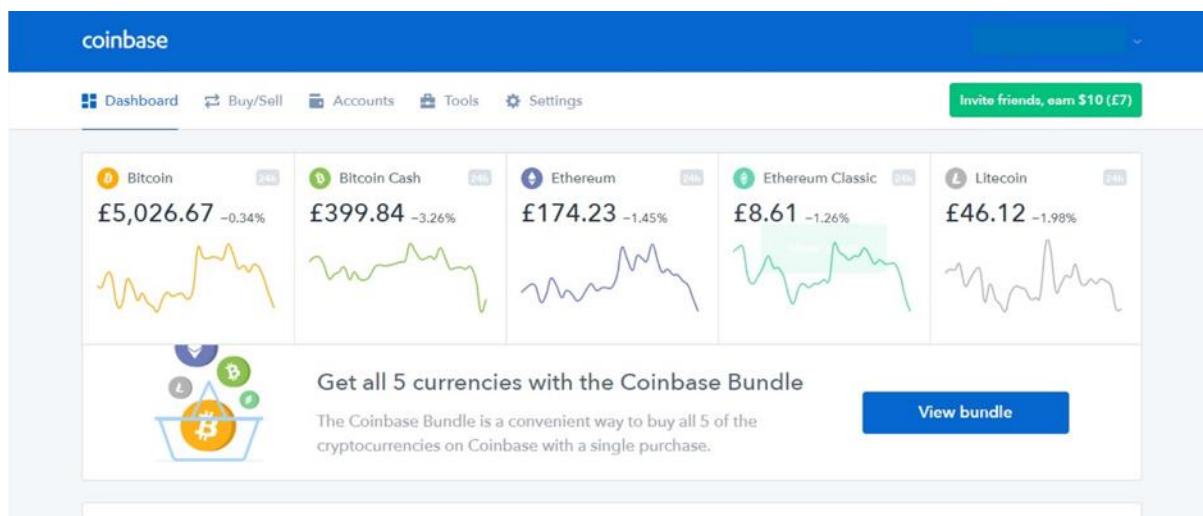 coinbase
Dashboard Buy/Sell Accounts Tools Settings Invite friends, earn $10 (£7)
Bitcoin 24h Bitcoin Cash 24h Ethereum 24h Ethereum Classic 24h Litecoin 24h
£5,026.67 -0.34% £399.84 -3.26% £174.23 -1.45% £8.61 -1.26% £46.12 -1.98%
Get all 5 currencies with the Coinbase Bundle
The Coinbase Bundle is a convenient way to buy all 5 of the
cryptocurrencies on Coinbase with a single purchase.
View bundle